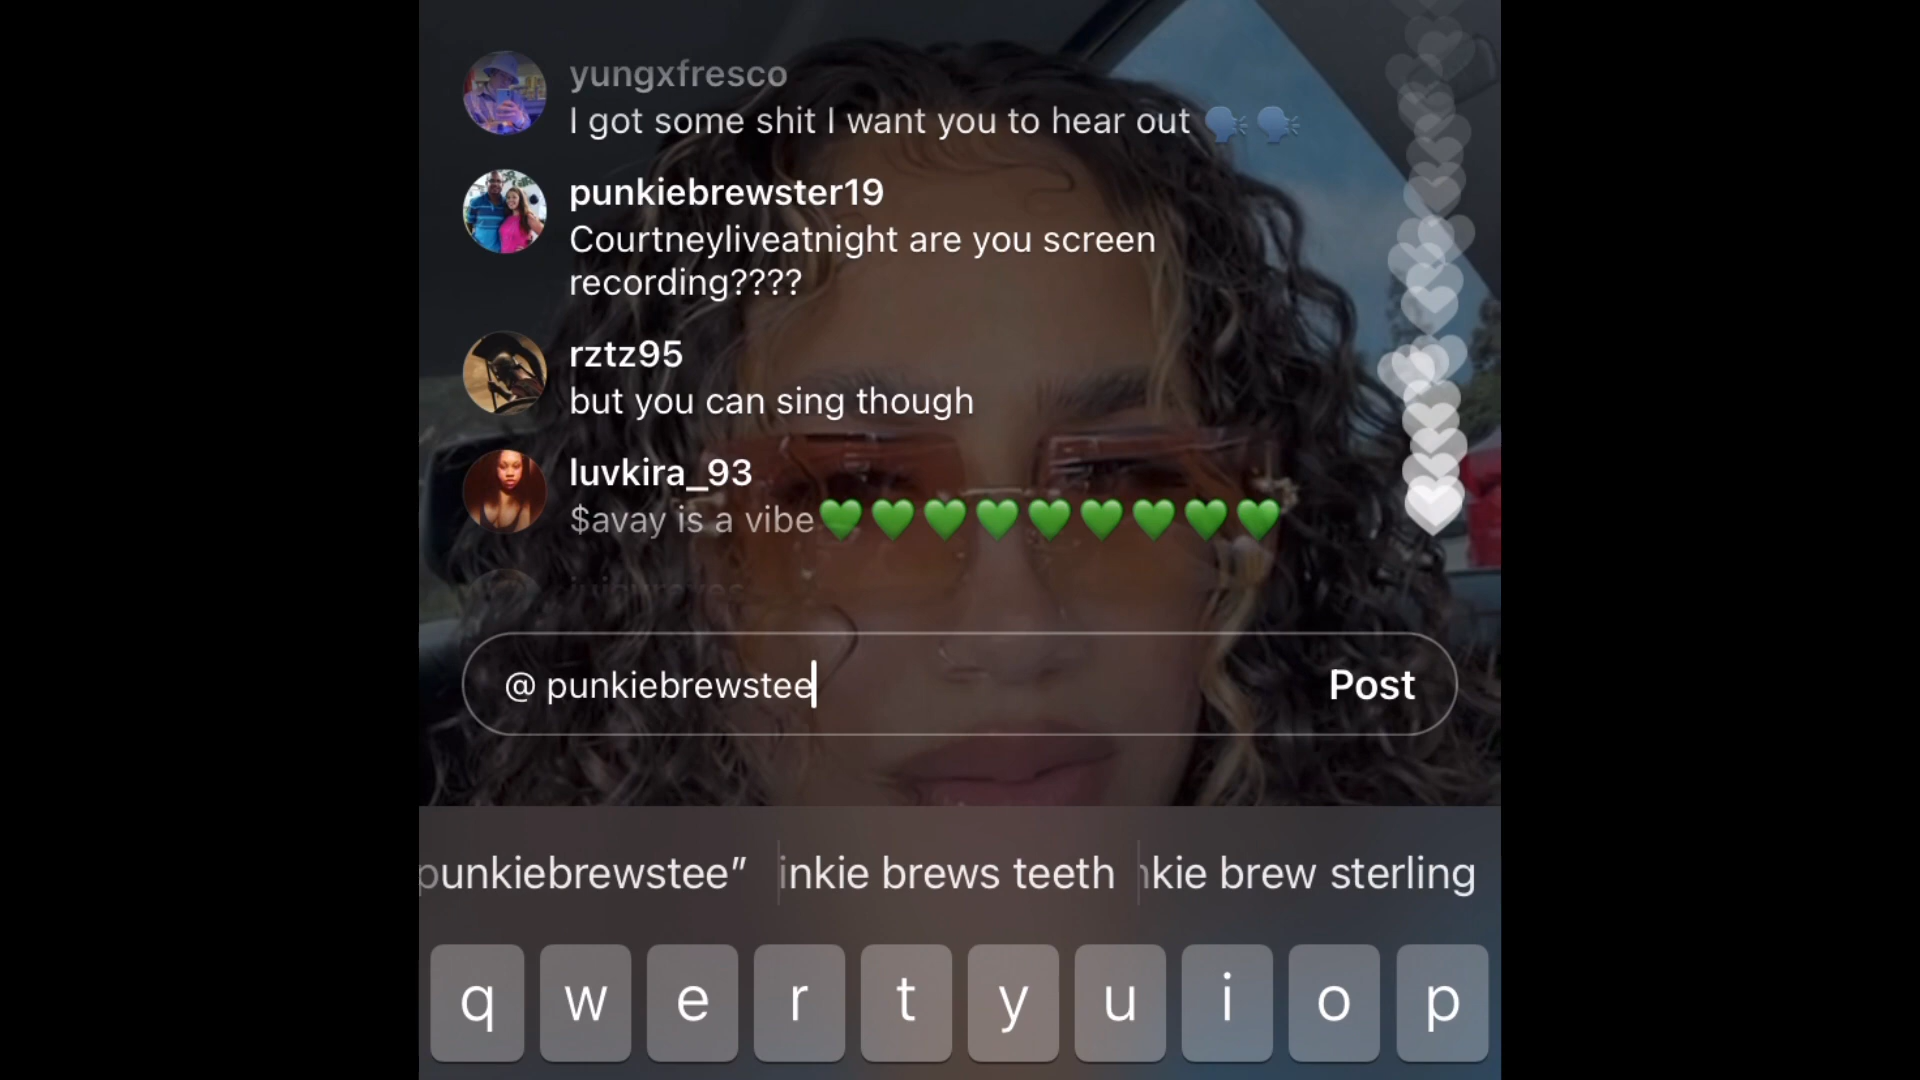 yungxfresco
I got some shit I want you to hear out 🗣 🗣
punkiebrewster19
Courtneyliveatnight are you screen
recording????
rztz95
but you can sing though
luvkira_93
$avay is a vibe💚💚💚💚💚💚💚💚💚
@ punkiebrewstee
Post
punkiebrewstee”
inkie brews teeth
kie brew sterling
q w e r t y u i o p